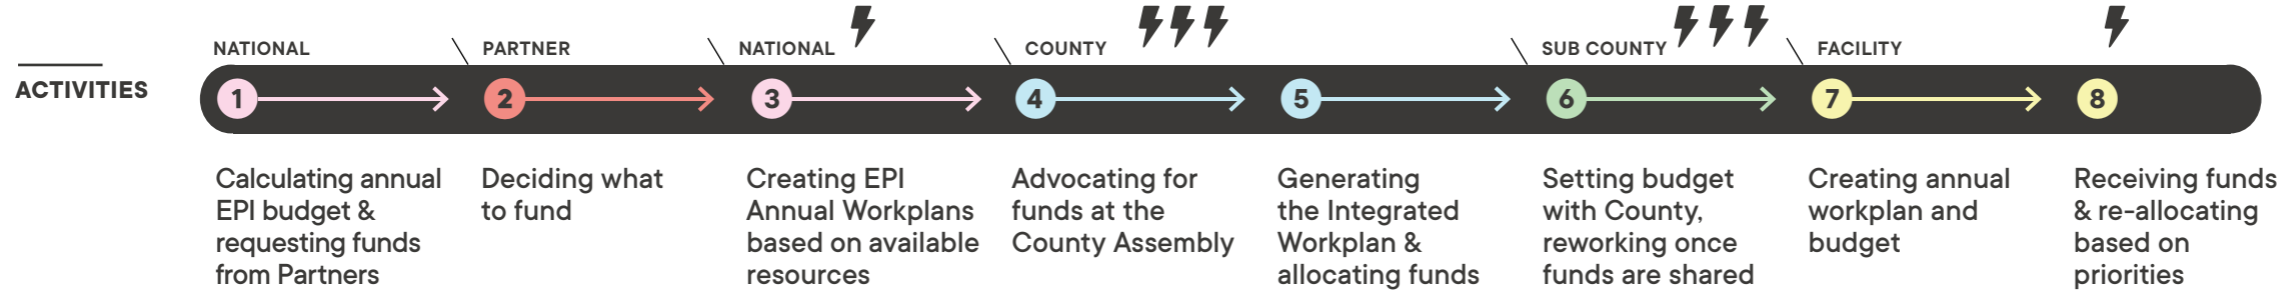 NATIONAL
PARTNER
NATIONAL
COUNTY
SUB COUNTY
FACILITY
ACTIVITIES
1
2
3
4
5
6
7
8
Calculating annual
EPI budget &
requesting funds
from Partners
Deciding what
to fund
Creating EPI
Annual Workplans
based on available
resources
Advocating for
funds at the
County Assembly
Generating
the Integrated
Workplan &
allocating funds
Setting budget
with County,
reworking once
funds are shared
Creating annual
workplan and
budget
Receiving funds
& re-allocating
based on
priorities